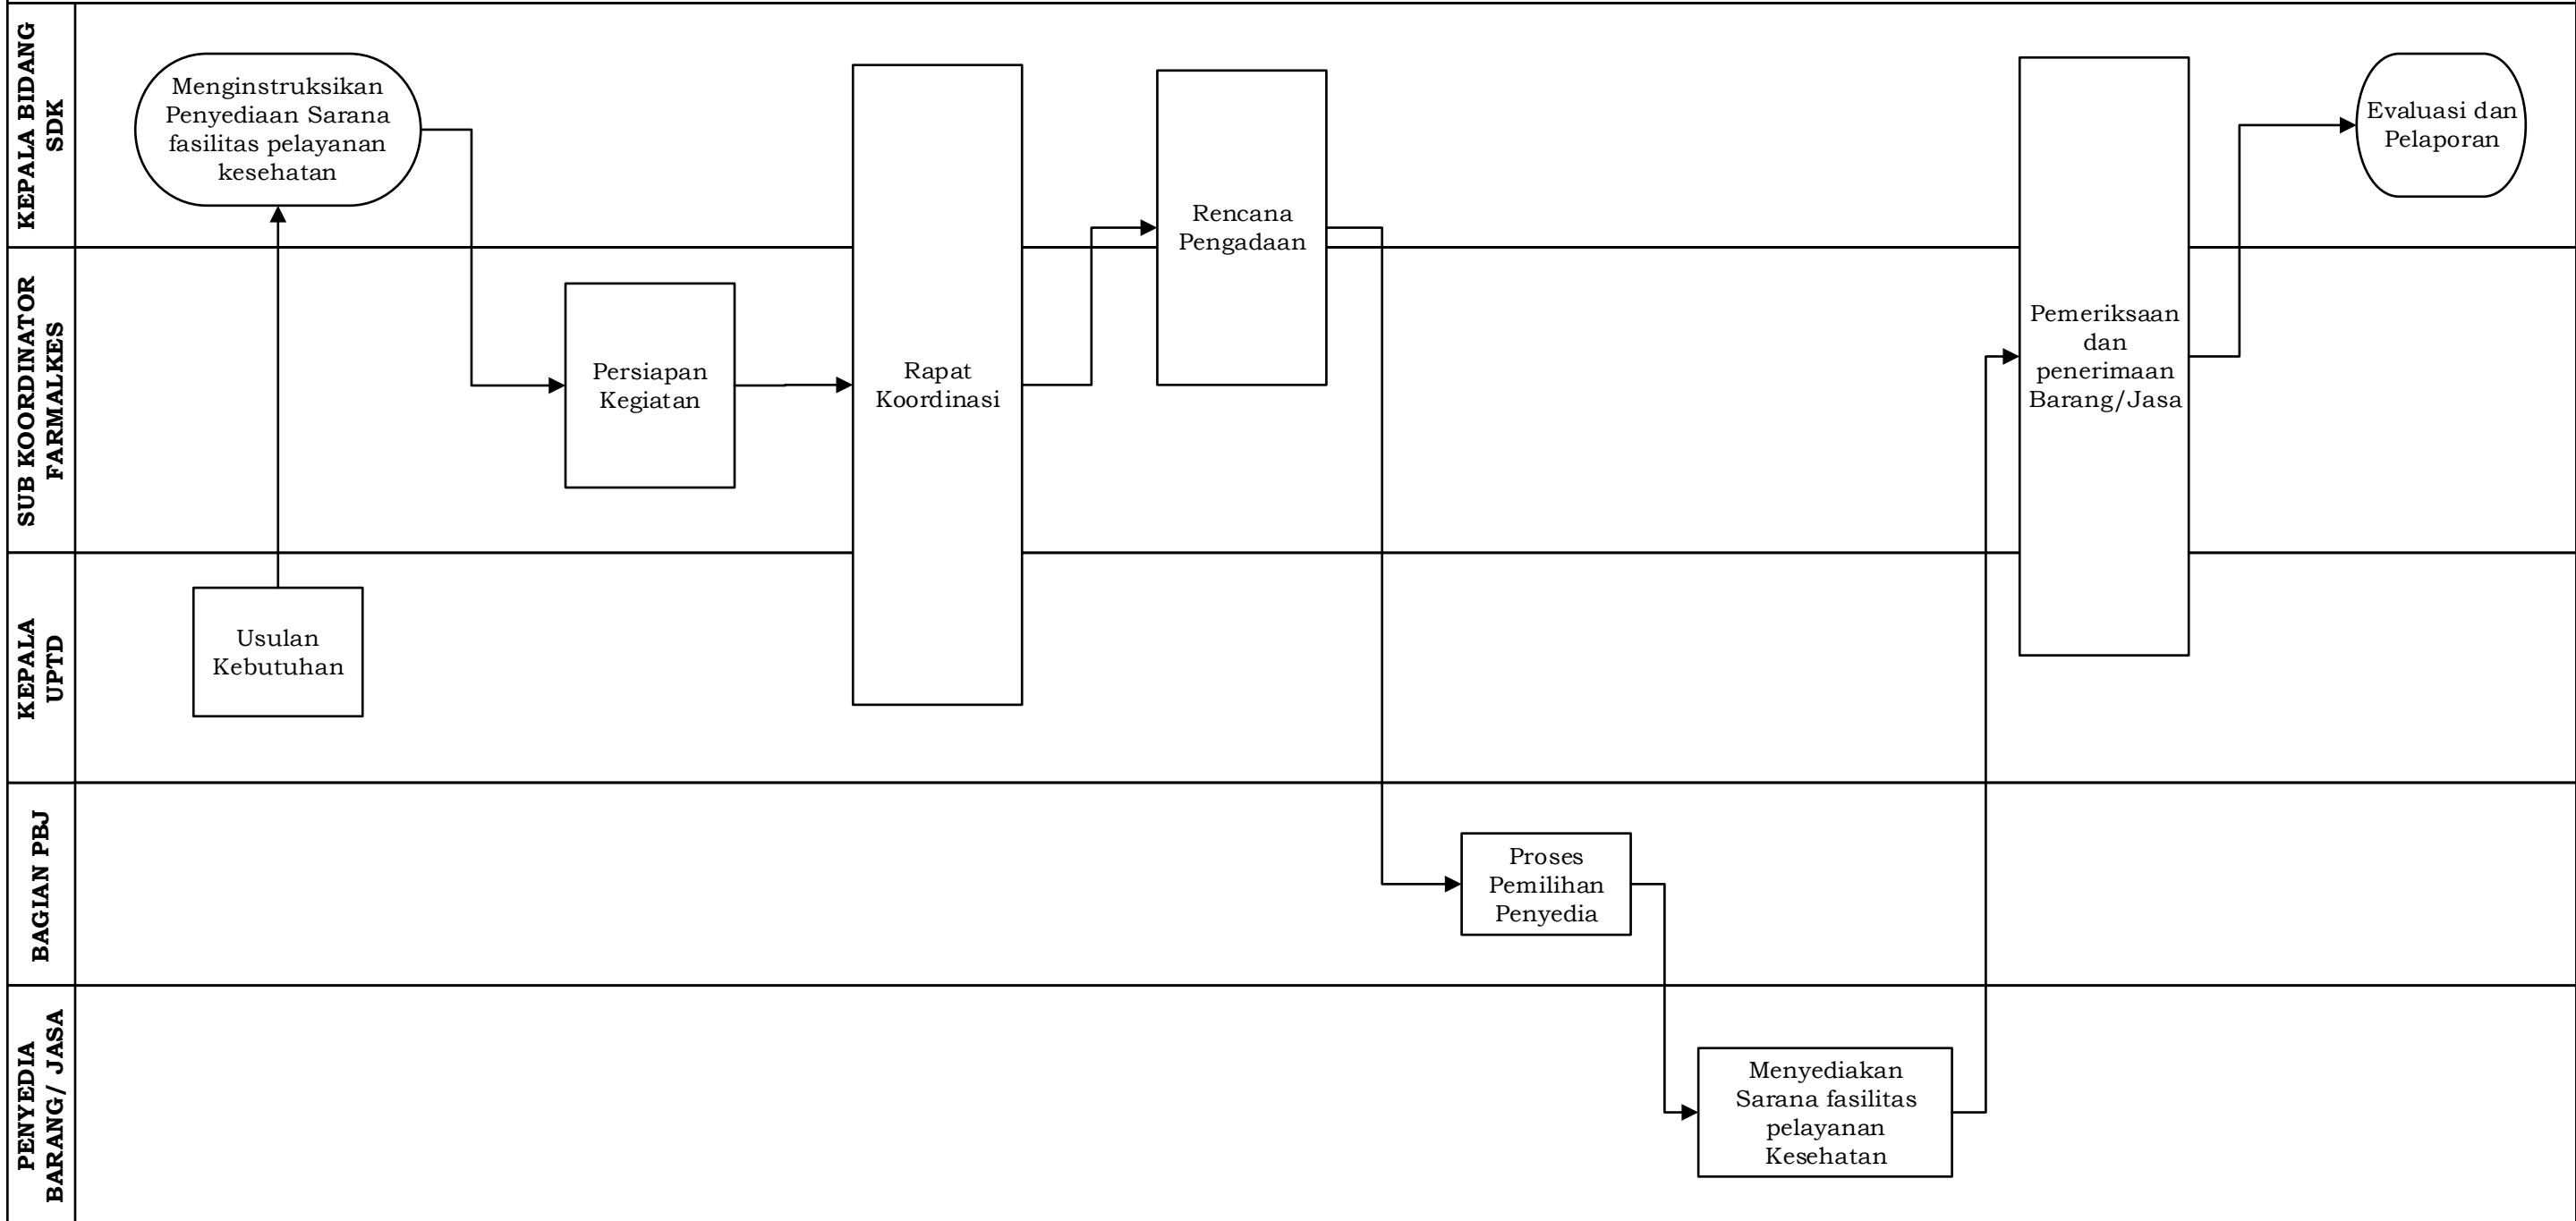 KEPALA BIDANG
SDK
Menginstruksikan
Penyediaan Sarana
fasilitas pelayanan
kesehatan
Evaluasi dan
Pelaporan
Rencana
Pengadaan
SUB KOORDINATOR
FARMALKES
Persiapan
Kegiatan
Rapat
Koordinasi
Pemeriksaan
dan
penerimaan
Barang/Jasa
KEPALA
UPTD
Usulan
Kebutuhan
BAGIAN PBJ
Proses
Pemilihan
Penyedia
PENYEDIA
BARANG/ JASA
Menyediakan
Sarana fasilitas
pelayanan
Kesehatan